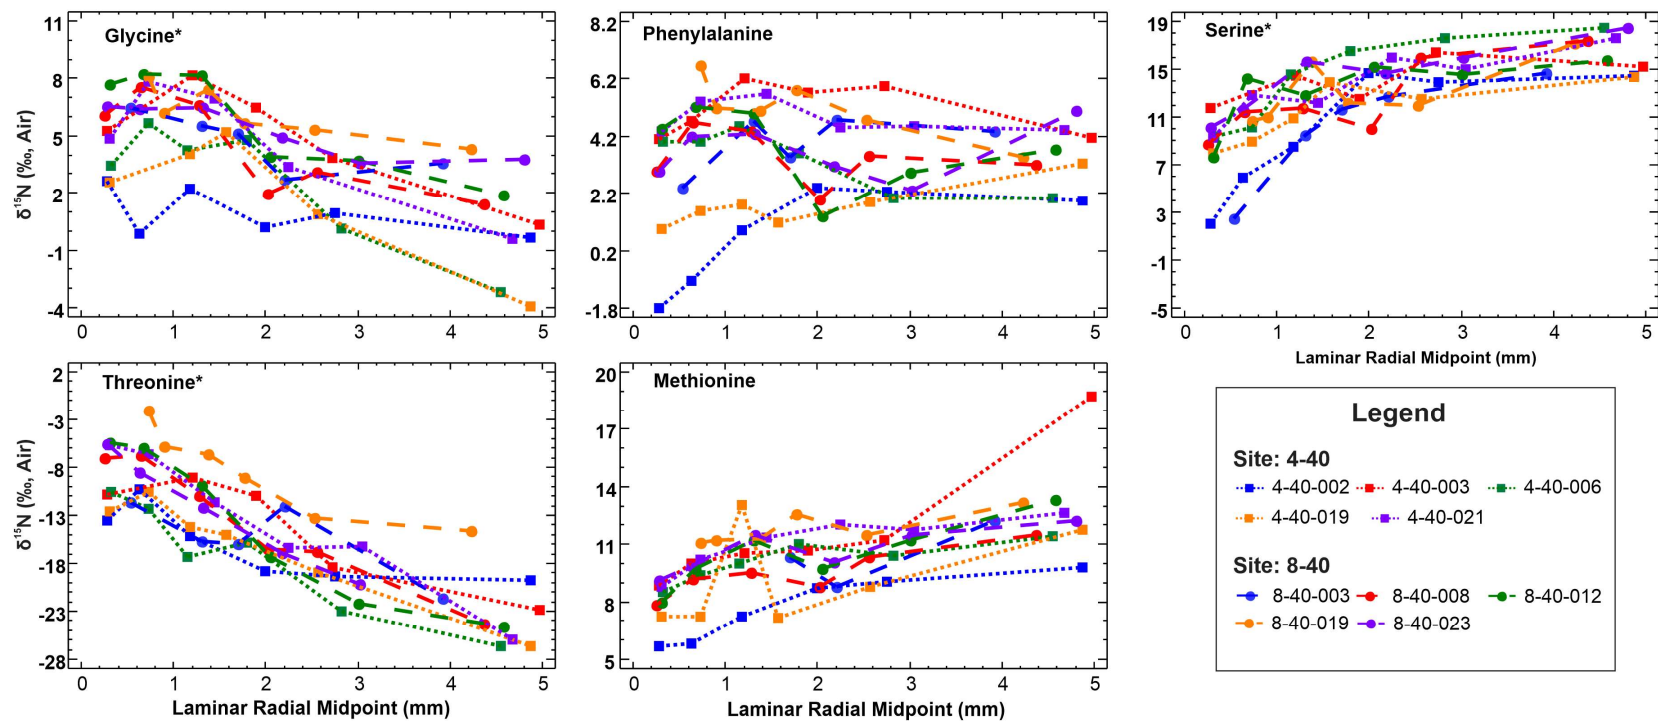 Glycine*
11
8
5
2
-1
-4
δ¹⁵N (‰, Air)
0 1 2 3 4 5
Phenylalanine
8.2
6.2
4.2
2.2
0.2
-1.8
0 1 2 3 4 5
Serine*
19
15
11
7
3
-1
-5
0 1 2 3 4 5
Laminar Radial Midpoint (mm)
Threonine*
2
-3
-8
-13
-18
-23
-28
δ¹⁵N (‰, Air)
0 1 2 3 4 5
Laminar Radial Midpoint (mm)
Methionine
20
17
14
11
8
5
0 1 2 3 4 5
Laminar Radial Midpoint (mm)
Legend
Site: 4-40
4-40-002 4-40-003 4-40-006
4-40-019 4-40-021
Site: 8-40
8-40-003 8-40-008 8-40-012
8-40-019 8-40-023